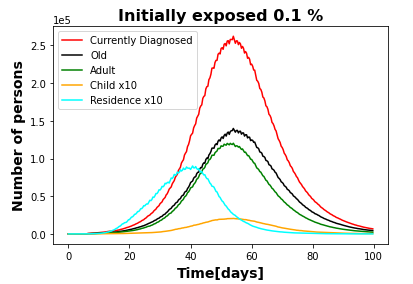 Initially exposed 0.1 %
1e5
Currently Diagnosed
Old
Adult
Child x10
Residence x10
Number of persons
2.5
2.0
1.5
1.0
0.5
0.0
0 20 40 60 80 100
Time[days]